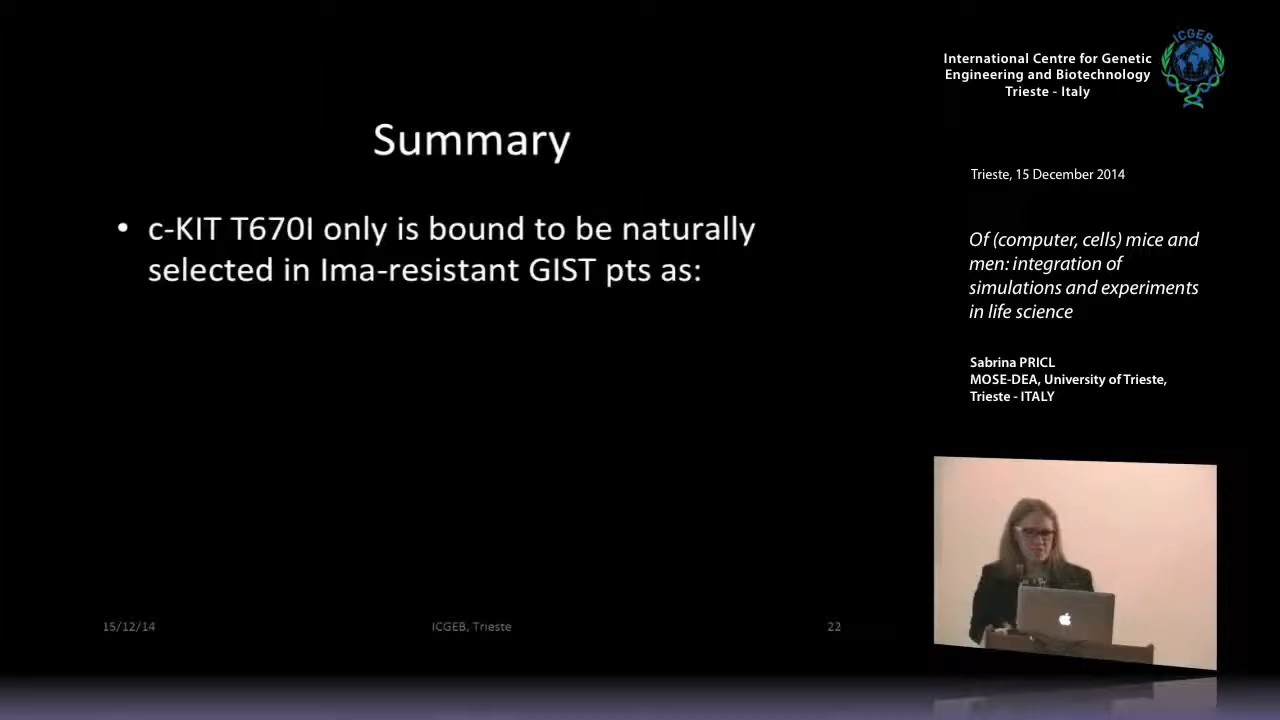 International Centre for Genetic
Engineering and Biotechnology
Trieste - Italy
ICGEB
Summary
Trieste, 15 December 2014
• c-KIT T670I only is bound to be naturally
selected in Ima-resistant GIST pts as:
Of (computer, cells) mice and
men: integration of
simulations and experiments
in life science
Sabrina PRICL
MOSE-DEA, University of Trieste,
Trieste - ITALY
15/12/14
ICGEB, Trieste
22